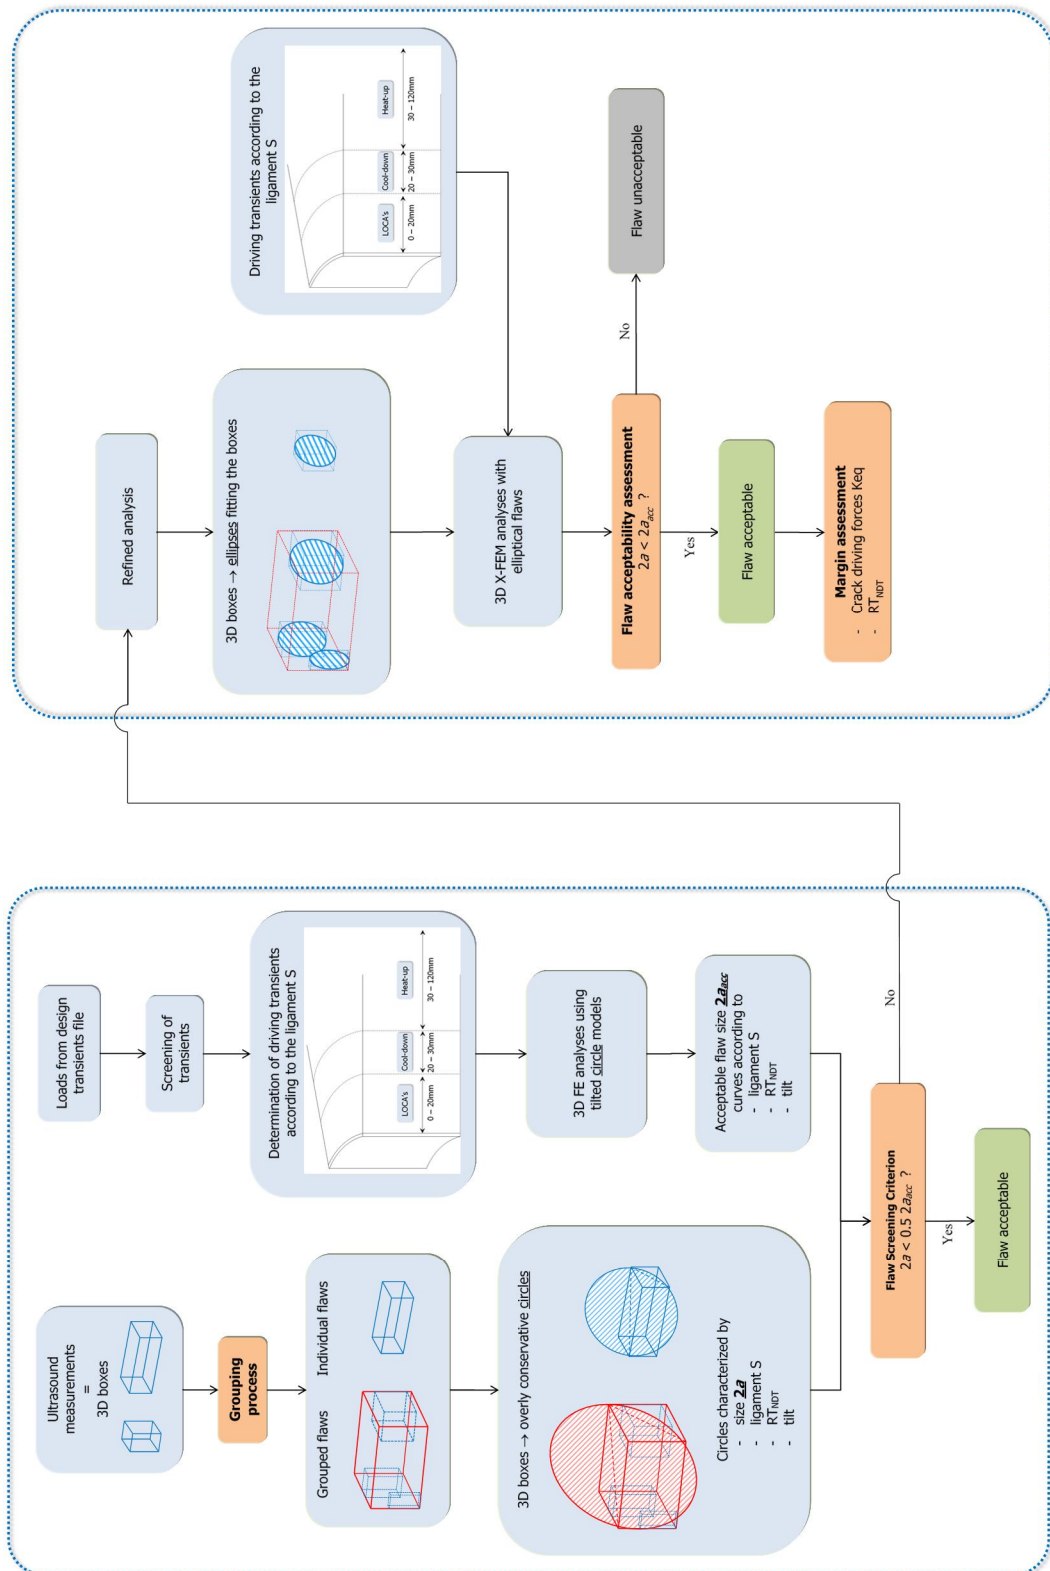 Ultrasound
measurements
=
3D boxes
Grouping
process
Grouped flaws
Individual flaws
3D boxes → overly conservative circles
Circles characterized by
- size 2a
- ligament S
- RTNDT
- tilt
Loads from design
transients file
Screening of
transients
Determination of driving transients
according to the ligament S
LOCA's
Cool-down
Heat-up
0 – 20mm
20 – 30mm
30 – 120mm
3D FE analyses using
tilted circle models
Acceptable flaw size 2aacc
curves according to
- ligament S
- RTNDT
- tilt
Flaw Screening Criterion
2a < 0.5 2aacc ?
Yes
No
Flaw acceptable
Refined analysis
3D boxes → ellipses fitting the boxes
Driving transients according to the
ligament S
LOCA's
Cool-down
Heat-up
0 – 20mm
20 – 30mm
30 – 120mm
3D X-FEM analyses with
elliptical flaws
Flaw acceptability assessment
2a < 2aacc ?
No
Flaw unacceptable
Yes
Flaw acceptable
Margin assessment
- Crack driving forces Keq
- RTNDT